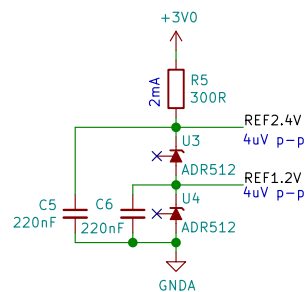 +3V0
2mA
R5
300R
REF2.4V
4uV p-p
U3
ADR512
REF1.2V
4uV p-p
C5
220nF
C6
220nF
U4
ADR512
GNDA